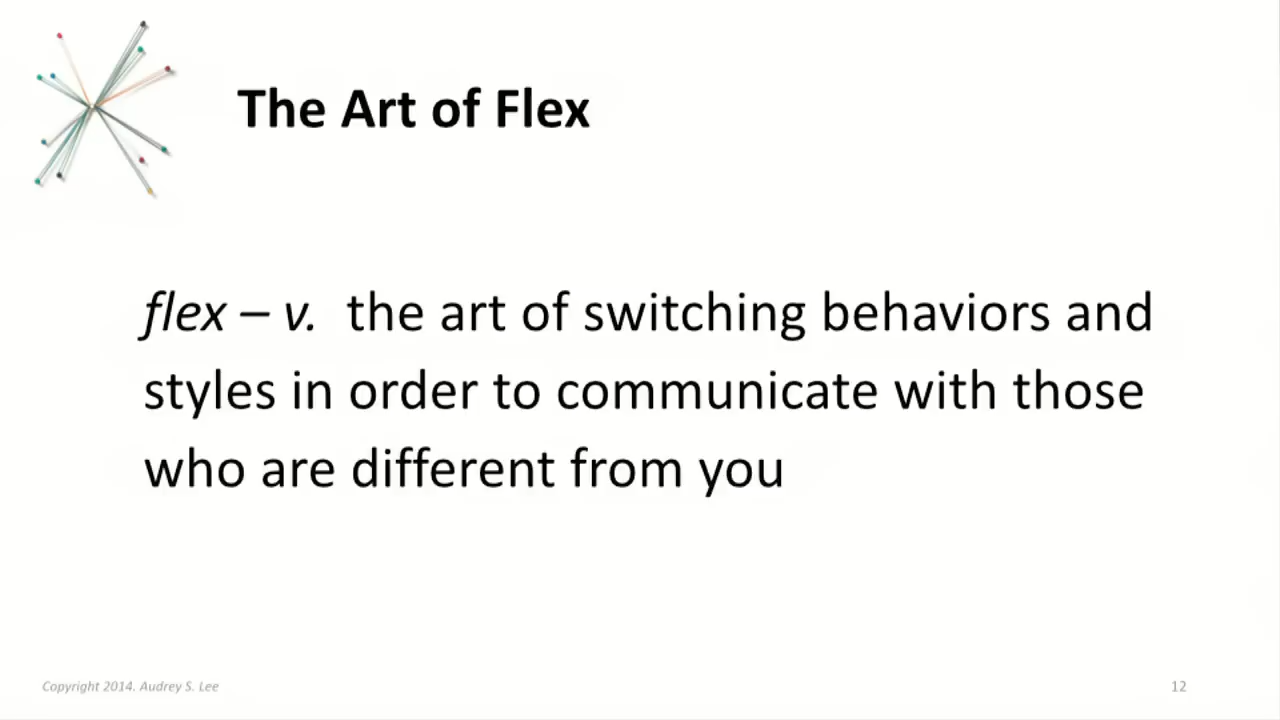 The Art of Flex
flex – v.  the art of switching behaviors and
styles in order to communicate with those
who are different from you
Copyright 2014. Audrey S. Lee
12